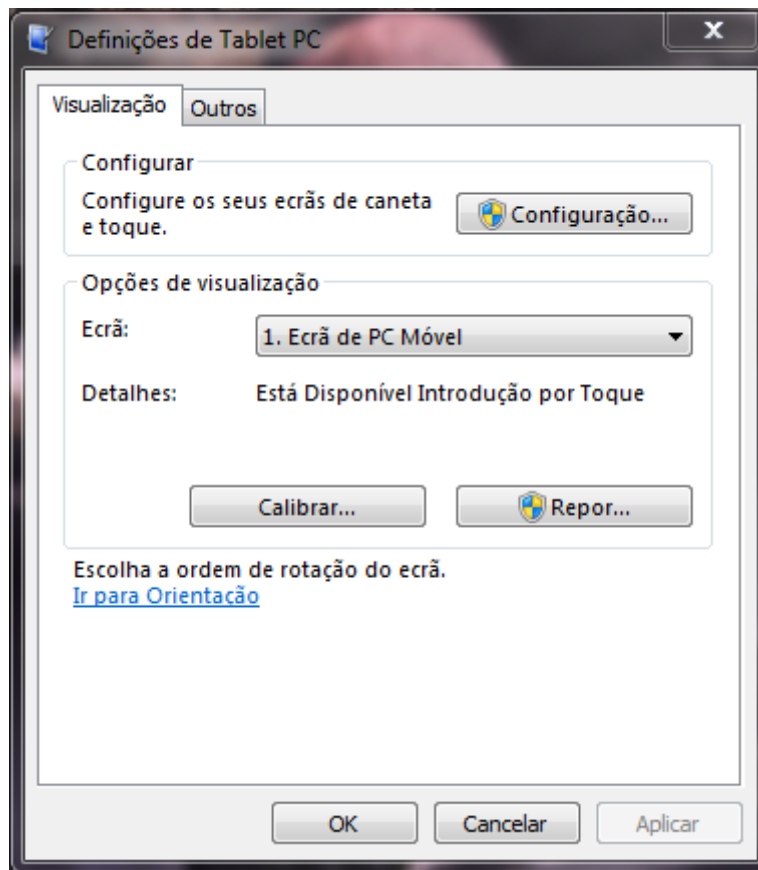 Definições de Tablet PC
x
Visualização
Outros
Configurar
Configure os seus ecrãs de caneta
e toque.
Configuração...
Opções de visualização
Ecrã:
1. Ecrã de PC Móvel
Detalhes:
Está Disponível Introdução por Toque
Calibrar...
Repor...
Escolha a ordem de rotação do ecrã.
Ir para Orientação
OK
Cancelar
Aplicar